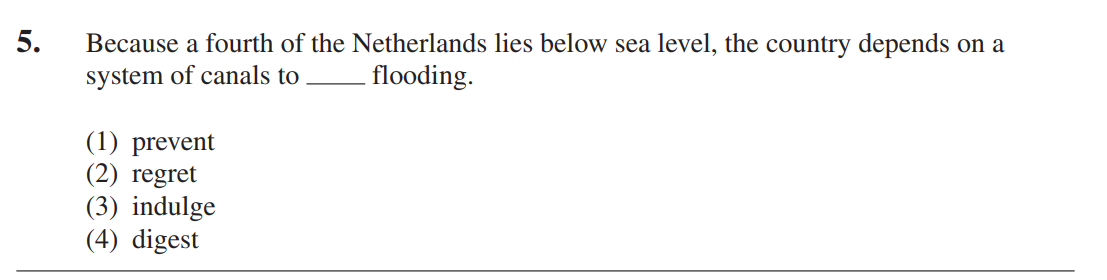 5. Because a fourth of the Netherlands lies below sea level, the country depends on a
system of canals to ____ flooding.
(1) prevent
(2) regret
(3) indulge
(4) digest